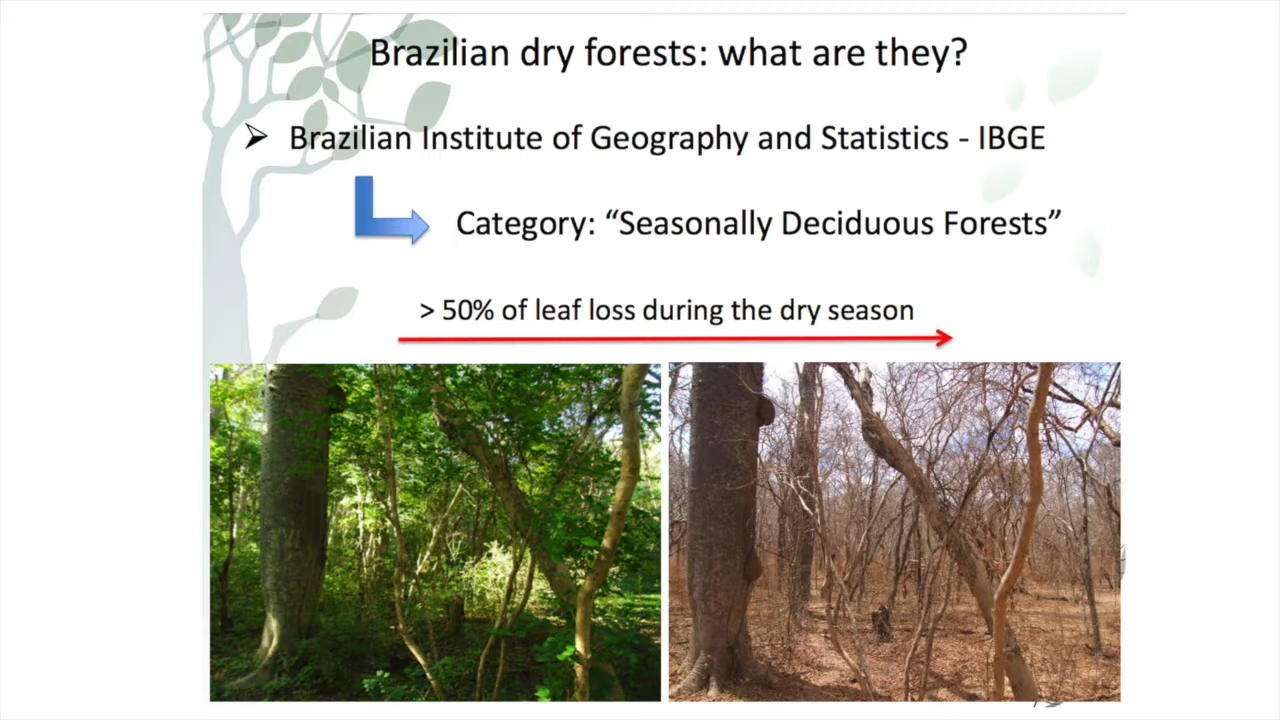 Brazilian dry forests: what are they?
Brazilian Institute of Geography and Statistics - IBGE
Category: “Seasonally Deciduous Forests”
> 50% of leaf loss during the dry season